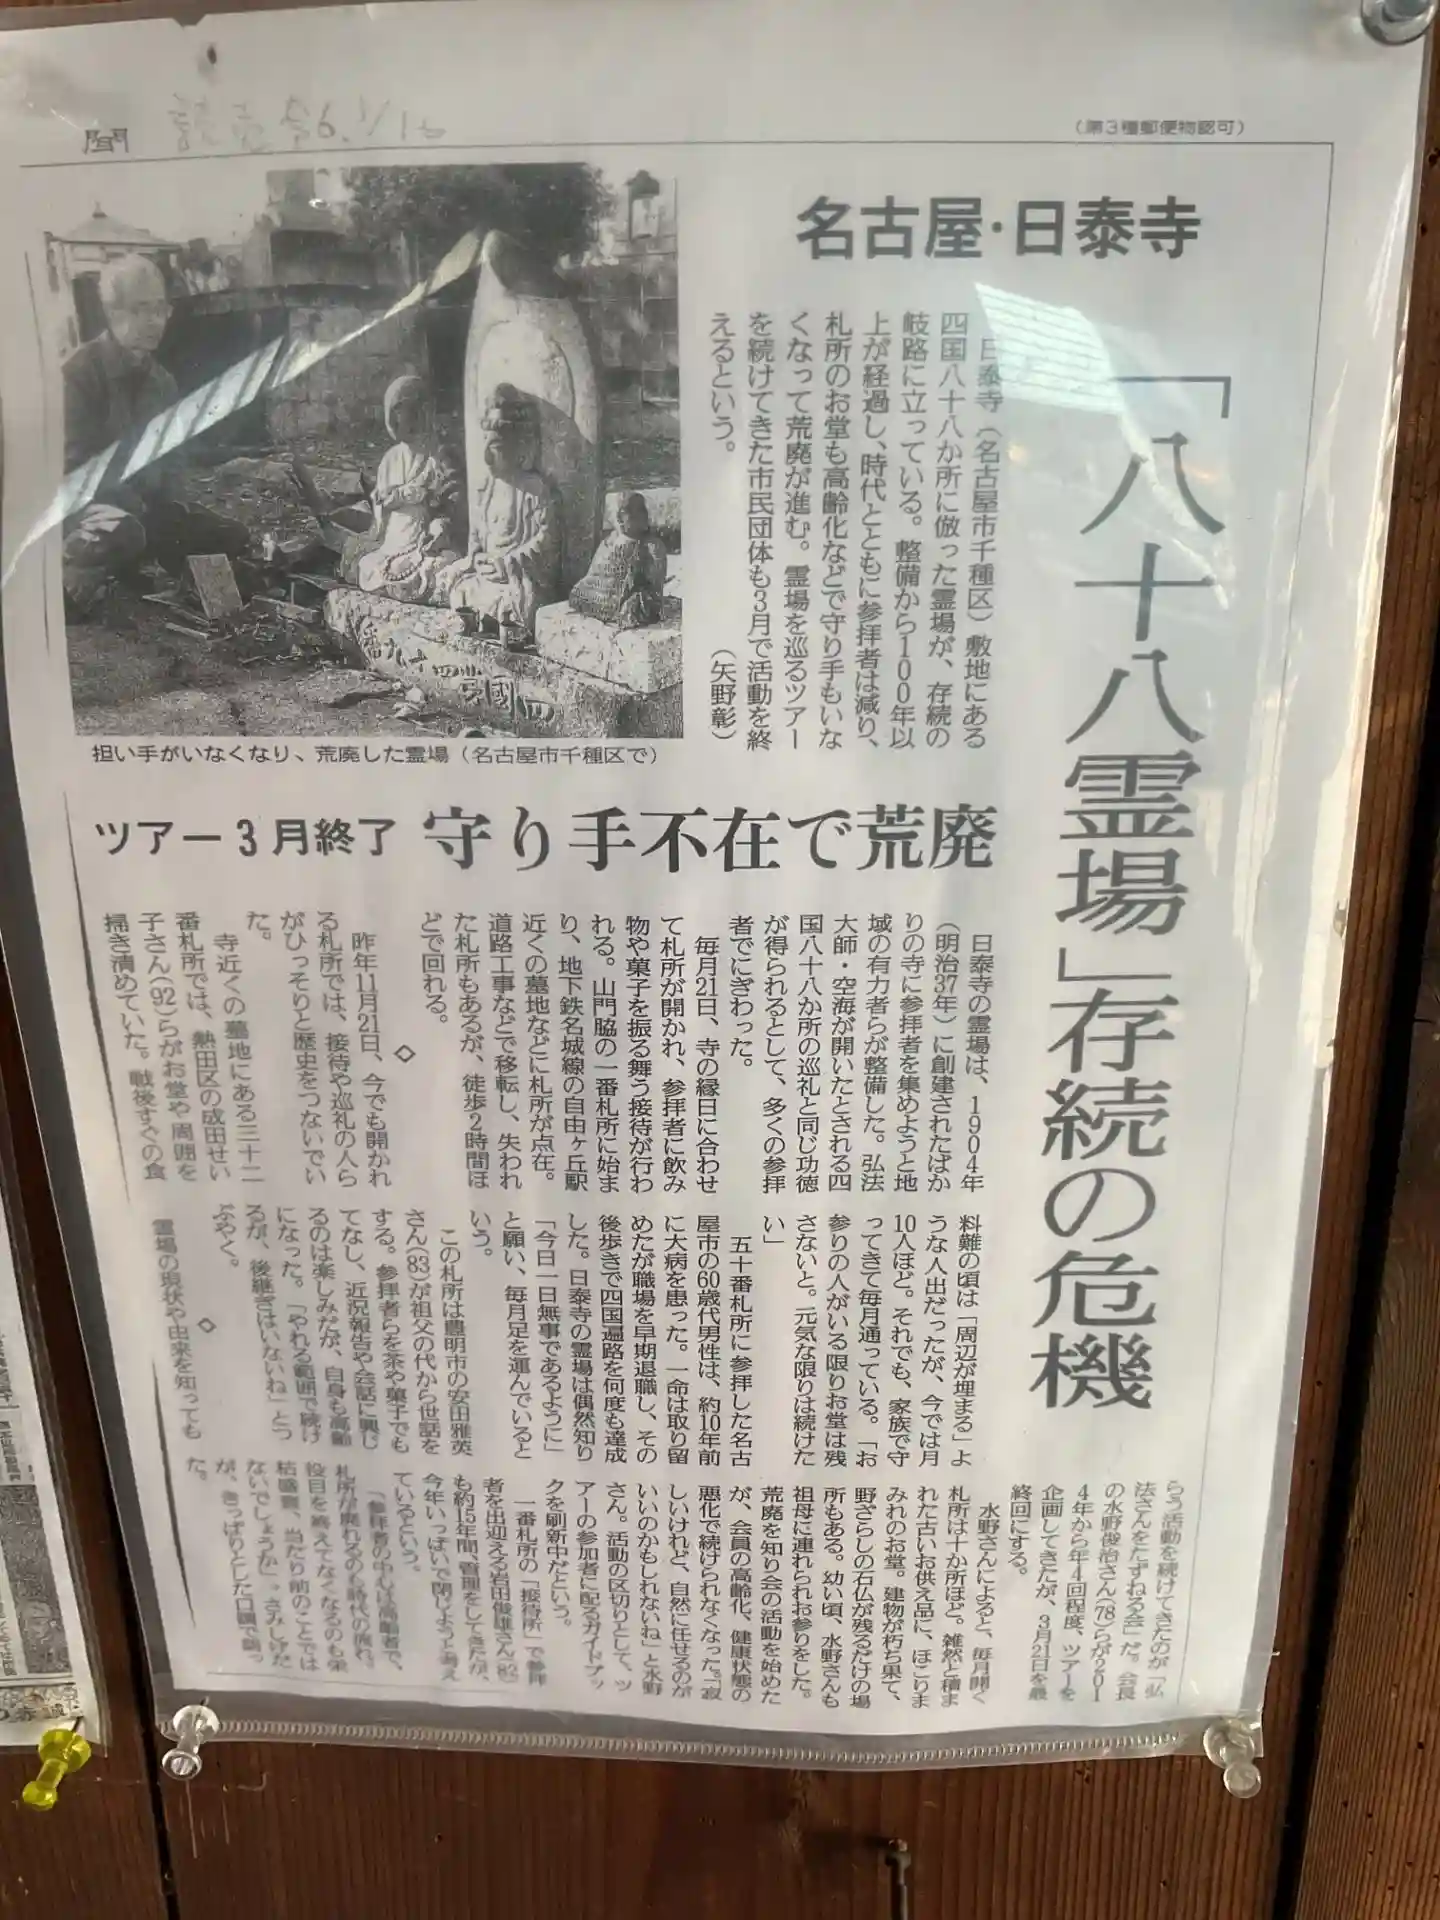 聞
読売 令6.1/16
(第3種郵便物認可)
名古屋・日泰寺
「八十八霊場」存続の危機
日泰寺(名古屋市千種区)敷地にある
四国八十八か所に倣った霊場が、存続の
岐路に立っている。整備から100年以
上が経過し、時代とともに参拝者は減り、
札所のお堂も高齢化などで守り手もいな
くなって荒廃が進む。霊場を巡るツアー
を続けてきた市民団体も3月で活動を終
えるという。
(矢野彰)
四國
担い手がいなくなり、荒廃した霊場(名古屋市千種区で)
守り手不在で荒廃
ツアー3月終了
日泰寺の霊場は、1904年
(明治37年)に創建されたばか
りの寺に参拝者を集めようと地
域の有力者らが整備した。弘法
大師・空海が開いたとされる四
国八十八か所の巡礼と同じ功徳
が得られるとして、多くの参拝
者でにぎわった。
毎月21日、寺の縁日に合わせ
て札所が開かれ、参拝者に飲み
物や菓子を振る舞う接待が行わ
れる。山門脇の一番札所に始ま
り、地下鉄名城線の自由ヶ丘駅
近くの墓地などに札所が点在。
道路工事などで移転し、失われ
た札所もあるが、徒歩2時間ほ
どで回れる。
◇
昨年11月21日、今でも開かれ
る札所では、接待や巡礼の人ら
がひっそりと歴史をつないでい
た。
寺近くの墓地にある三十二
番札所では、熱田区の成田せい
子さん(92)らがお堂や周囲を
掃き清めていた。戦後すぐの食
料難の頃は「周辺が埋まる」よ
うな人出だったが、今では月
10人ほど。それでも、家族で守
ってきて毎月通っている。「お
参りの人がいる限りお堂は残
さないと。元気な限りは続けた
い」
五十番札所に参拝した名古
屋市の60歳代男性は、約10年前
に大病を患った。一命は取り留
めたが職場を早期退職し、その
後歩きで四国遍路を何度も達成
した。日泰寺の霊場は偶然知り
「今日一日無事であるように」
と願い、毎月足を運んでいると
いう。
この札所は豊明市の安田雅英
さん(83)が祖父の代から世話を
する。参拝者らを茶や菓子でも
てなし、近況報告や会話に興じ
るのは楽しみだが、自身も高齢
になった。「やれる範囲で続け
るが、後継ぎはいないね」とつ
ぶやく。
◇
霊場の現状や由来を知っても
らう活動を続けてきたのが「弘
法さんをたずねる会」だ。会長
の水野俊治さん(78)らが201
4年から年4回程度、ツアーを
企画してきたが、3月21日を最
終回にする。
水野さんによると、毎月開く
札所は十か所ほど。雑然と積ま
れた古いお供え品に、ほこりま
みれのお堂。建物が朽ち果て、
野ざらしの石仏が残るだけの場
所もある。幼い頃、水野さんも
祖母に連れられお参りをした。
荒廃を知り会の活動を始めた
が、会員の高齢化、健康状態の
悪化で続けられなくなった。「寂
しいけれど、自然に任せるのが
いいのかもしれないね」と水野
さん。活動の区切りとして、ツ
アーの参加者に配るガイドブッ
クを刷新中だという。
一番札所の「接待所」で参拝
者を出迎える岩田俊雄さん(82)
も約15年間、管理をしてきたが、
今年いっぱいで閉じようと考え
ているという。
「参拝者の中心は高齢者で、
札所が廃れるのも時代の流れ。
役目を終えてなくなるのも栄
枯盛衰、当たり前のことでは
ないでしょうか」。さみしげだ
が、きっぱりとした口調で語っ
た。